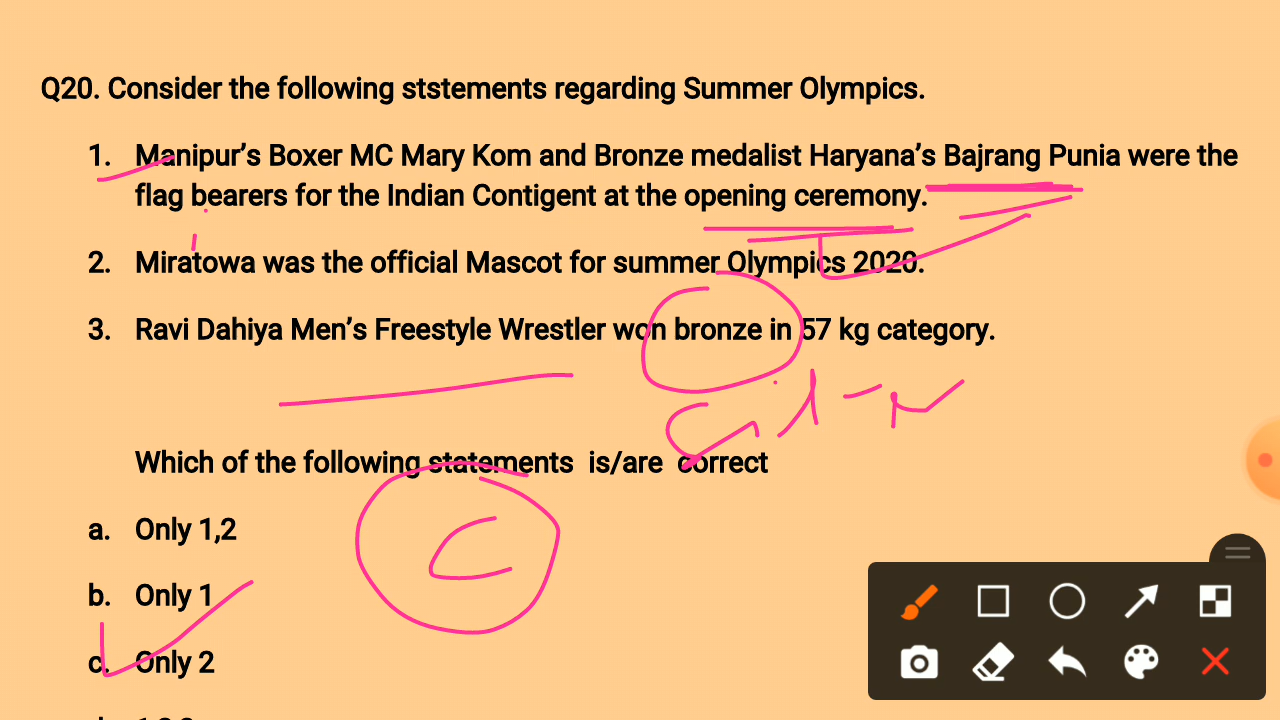 Q20. Consider the following ststements regarding Summer Olympics.
1. Manipur's Boxer MC Mary Kom and Bronze medalist Haryana's Bajrang Punia were the
flag bearers for the Indian Contigent at the opening ceremony.
2. Miratowa was the official Mascot for summer Olympics 2020.
3. Ravi Dahiya Men's Freestyle Wrestler won bronze in 57 kg category.
Which of the following statements is/are correct
a. Only 1,2
b. Only 1
C
c. Only 2